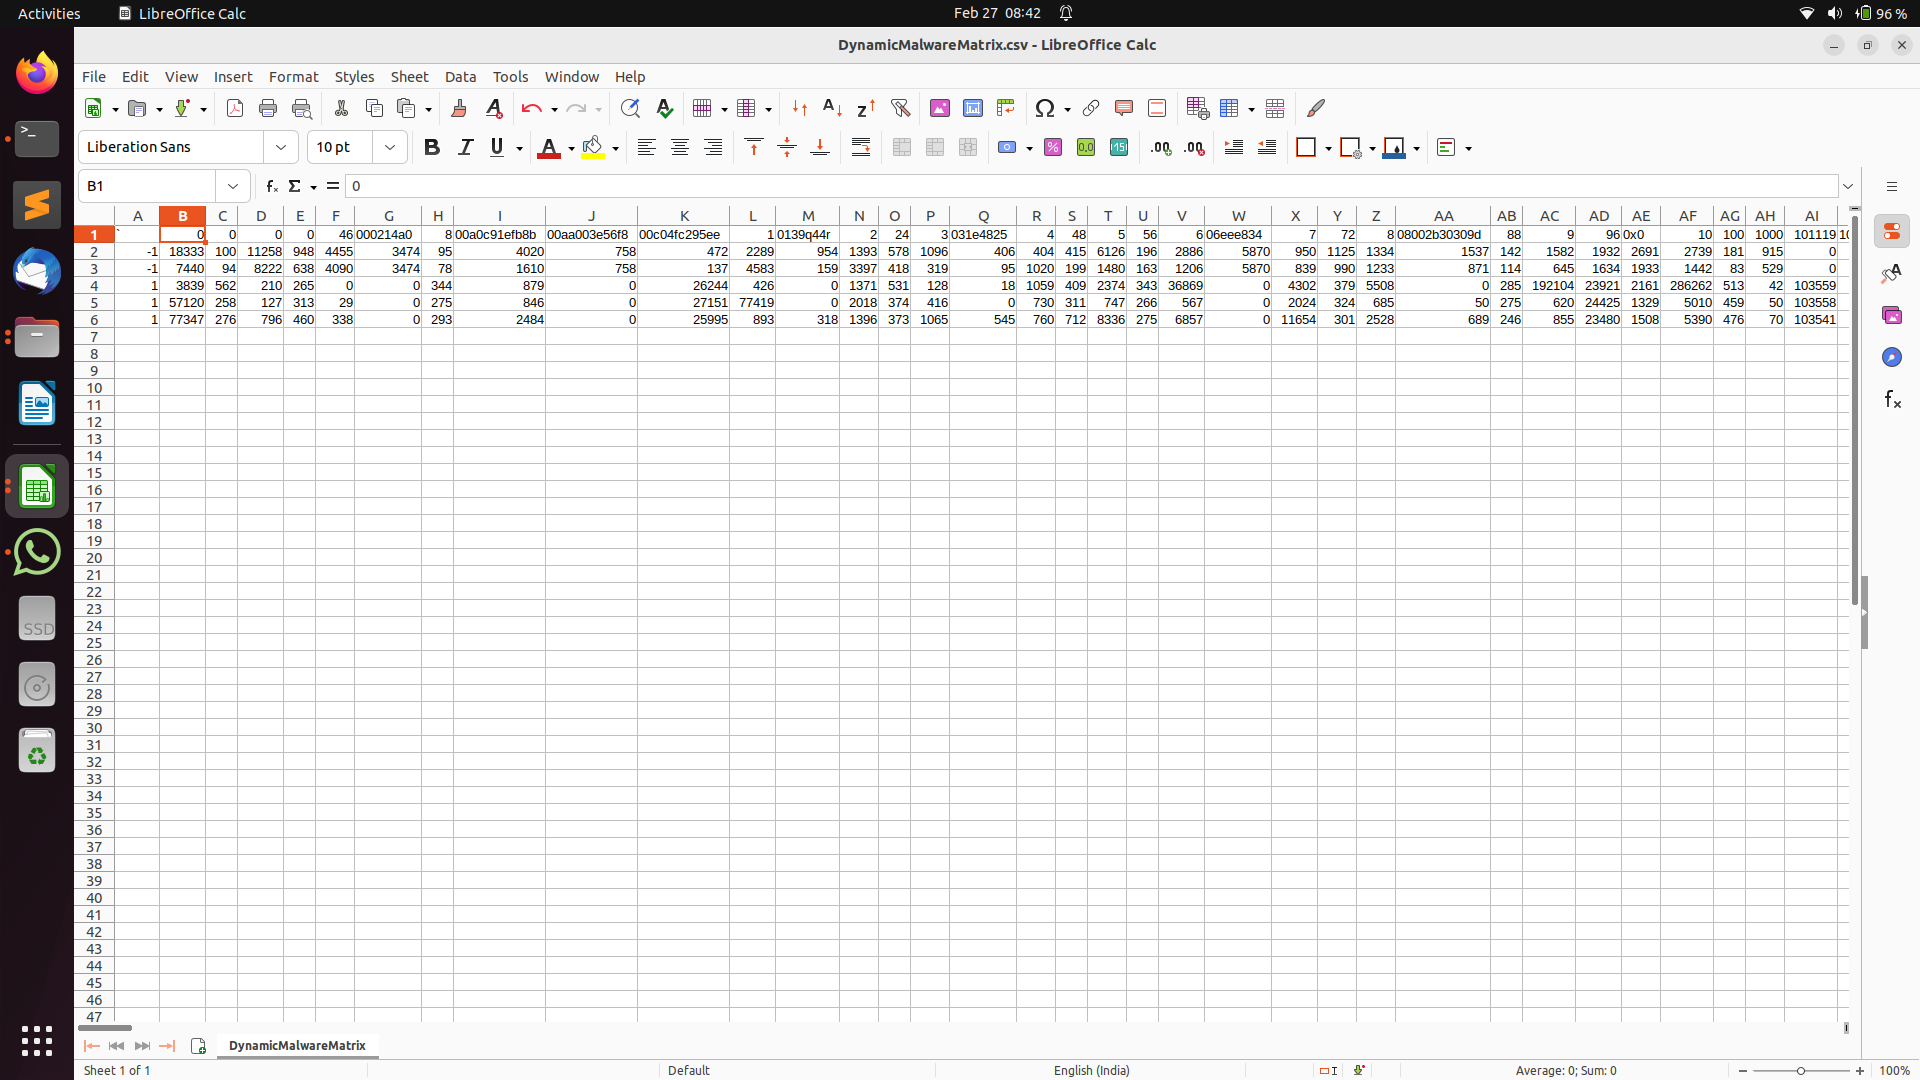 Activities LibreOffice Calc Feb 27 08:42 96 %
DynamicMalwareMatrix.csv - LibreOffice Calc
File Edit View Insert Format Styles Sheet Data Tools Window Help
Liberation Sans 10 pt
B1 0
A B C D E F G H I J K L M N O P Q R S T U V W X Y Z AA AB AC AD AE AF AG AH AI
1 ` 0 0 0 0 46 000214a0 8 00a0c91efb8b 00aa003e56f8 00c04fc295ee 1 0139q44r 2 24 3 031e4825 4 48 5 56 6 06eee834 7 72 8 08002b30309d 88 9 96 0x0 10 100 1000 101119 10
2 -1 18333 100 11258 948 4455 3474 95 4020 758 472 2289 954 1393 578 1096 406 404 415 6126 196 2886 5870 950 1125 1334 1537 142 1582 1932 2691 2739 181 915 0
3 -1 7440 94 8222 638 4090 3474 78 1610 758 137 4583 159 3397 418 319 95 1020 199 1480 163 1206 5870 839 990 1233 871 114 645 1634 1933 1442 83 529 0
4 1 3839 562 210 265 0 0 344 879 0 26244 426 0 1371 531 128 18 1059 409 2374 343 36869 0 4302 379 5508 0 285 192104 23921 2161 286262 513 42 103559
5 1 57120 258 127 313 29 0 275 846 0 27151 77419 0 2018 374 416 0 730 311 747 266 567 0 2024 324 685 50 275 620 24425 1329 5010 459 50 103558
6 1 77347 276 796 460 338 0 293 2484 0 25995 893 318 1396 373 1065 545 760 712 8336 275 6857 0 11654 301 2528 689 246 855 23480 1508 5390 476 70 103541
7
8
9
10
11
12
13
14
15
16
17
18
19
20
21
22
23
24
25
26
27
28
29
30
31
32
33
34
35
36
37
38
39
40
41
42
43
44
45
46
47
SSD
DynamicMalwareMatrix
Sheet 1 of 1 Default English (India) Average: 0; Sum: 0 100%